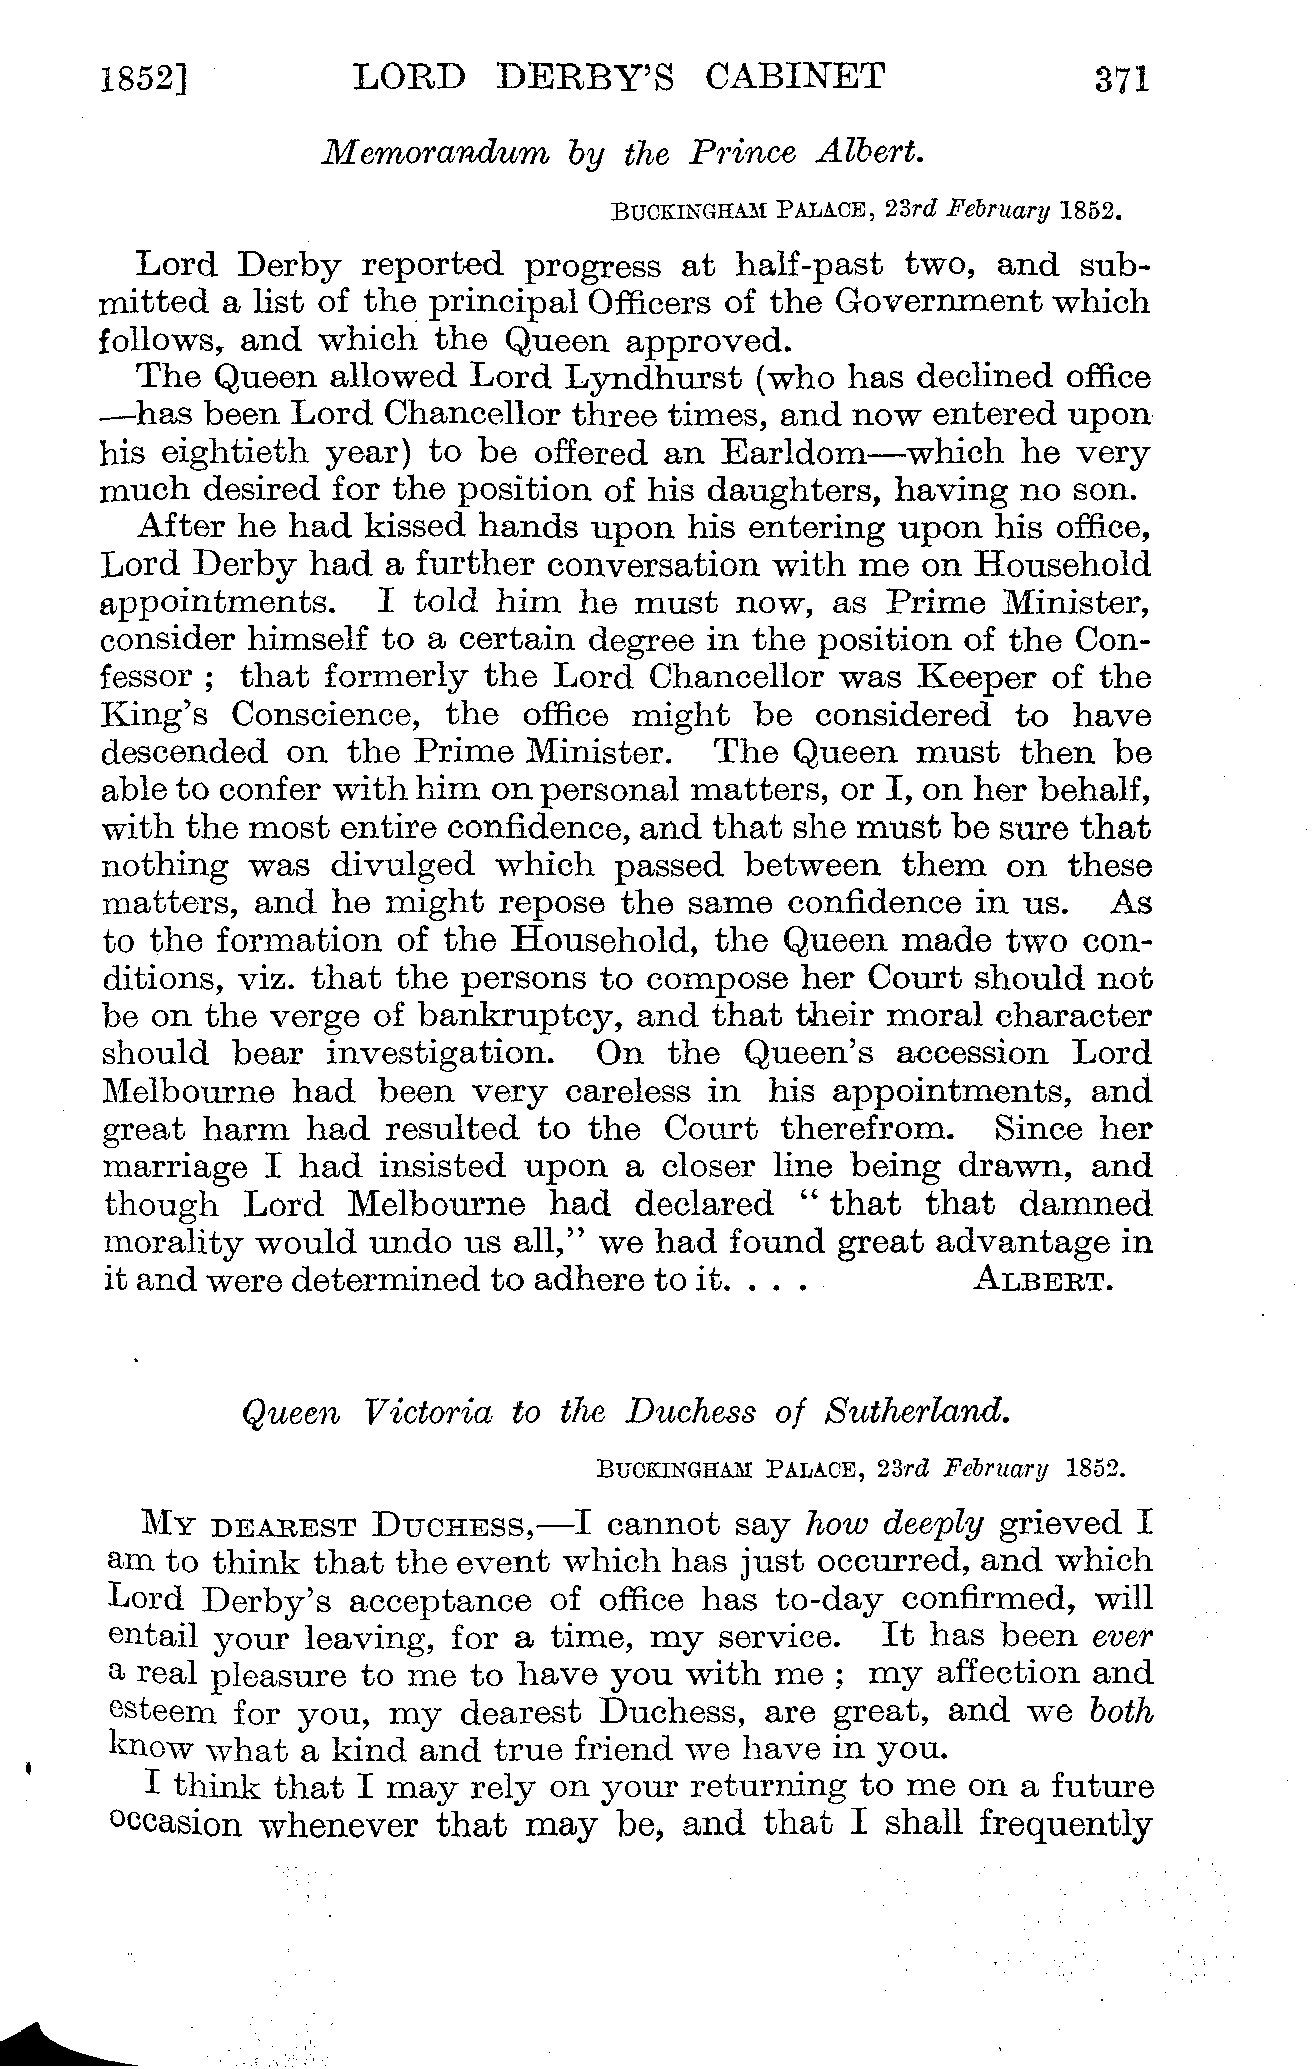 1852] LORD DERBY'S CABINET 371
Memorandum by the Prince Albert.
BUCKINGHAM PALACE, 23rd February 1852.
Lord Derby reported progress at half-past two, and sub-
mitted a list of the principal Officers of the Government which
follows, and which the Queen approved.
The Queen allowed Lord Lyndhurst (who has declined office
—has been Lord Chancellor three times, and now entered upon
his eightieth year) to be offered an Earldom—which he very
much desired for the position of his daughters, having no son.
After he had kissed hands upon his entering upon his office,
Lord Derby had a further conversation with me on Household
appointments. I told him he must now, as Prime Minister,
consider himself to a certain degree in the position of the Con-
fessor ; that formerly the Lord Chancellor was Keeper of the
King's Conscience, the office might be considered to have
descended on the Prime Minister. The Queen must then be
able to confer with him on personal matters, or I, on her behalf,
with the most entire confidence, and that she must be sure that
nothing was divulged which passed between them on these
matters, and he might repose the same confidence in us. As
to the formation of the Household, the Queen made two con-
ditions, viz. that the persons to compose her Court should not
be on the verge of bankruptcy, and that their moral character
should bear investigation. On the Queen's accession Lord
Melbourne had been very careless in his appointments, and
great harm had resulted to the Court therefrom. Since her
marriage I had insisted upon a closer line being drawn, and
though Lord Melbourne had declared “ that that damned
morality would undo us all,” we had found great advantage in
it and were determined to adhere to it. . . . ALBERT.
Queen Victoria to the Duchess of Sutherland.
BUCKINGHAM PALACE, 23rd February 1852.
MY DEAREST DUCHESS,—I cannot say how deeply grieved I
am to think that the event which has just occurred, and which
Lord Derby's acceptance of office has to-day confirmed, will
entail your leaving, for a time, my service. It has been ever
a real pleasure to me to have you with me ; my affection and
esteem for you, my dearest Duchess, are great, and we both
know what a kind and true friend we have in you.
I think that I may rely on your returning to me on a future
occasion whenever that may be, and that I shall frequently